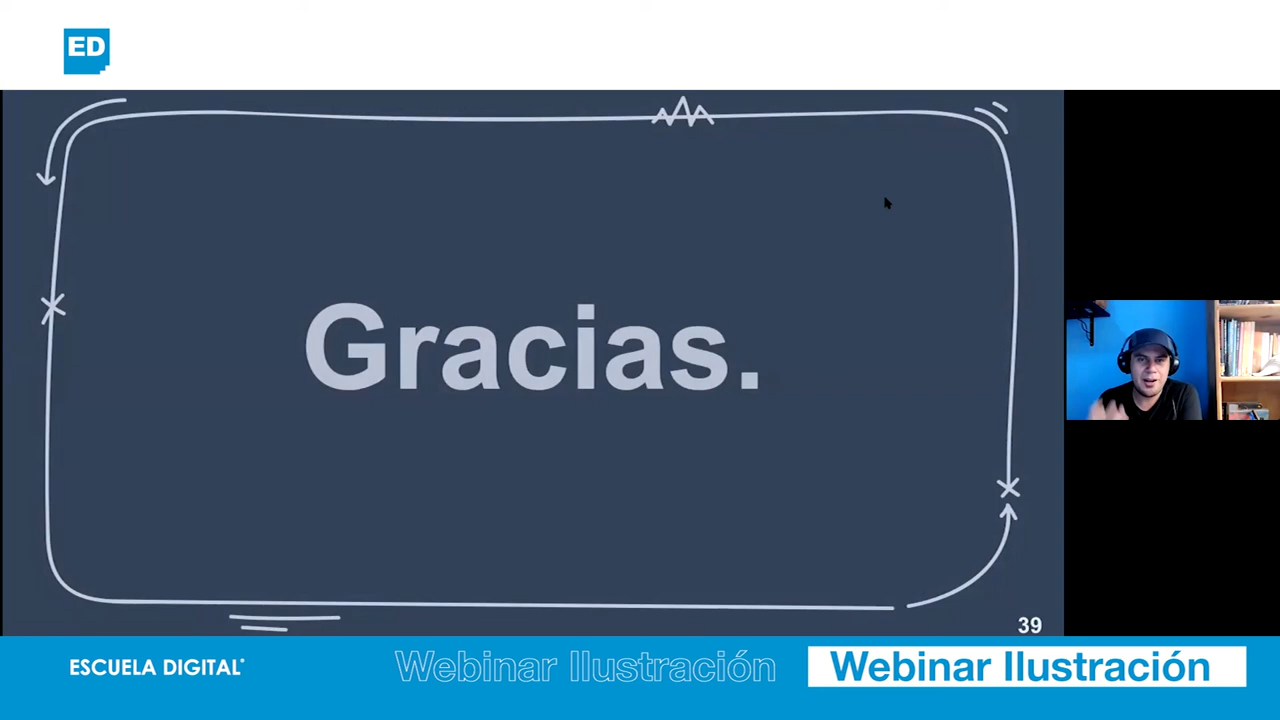 ED
Gracias.
39
ESCUELA DIGITAL®
Webinar Ilustración
Webinar Ilustración